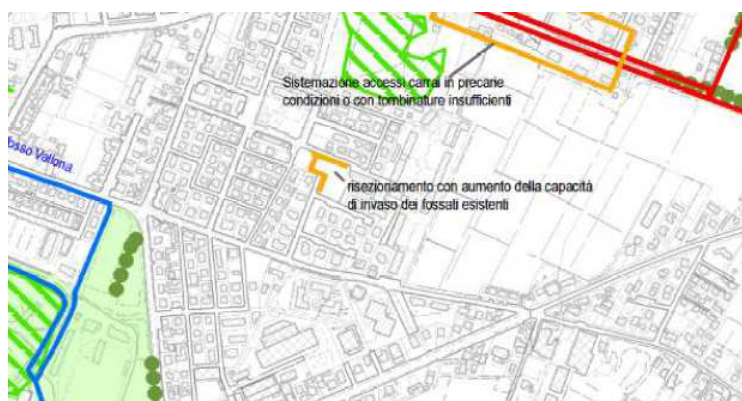 Sistemazione accessi carrai in precarie
condizioni o con tombinature insufficienti
osso Vallona
risezionamento con aumento della capacità
di invaso dei fossati esistenti